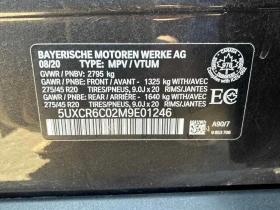 BAYERISCHE MOTOREN WERKE AG
08/20 TYPE: MPV / VTUM
GVWR / PNBV: 2795 kg
GAWR / PNBE: FRONT / AVANT - 1325 kg WITH/AVEC
275/45 R20 TIRES/PNEUS, 9.0J x 20 RIMS/JANTES
GAWR / PNBE: REAR / ARRIÈRE - 1640 kg WITH/AVEC
275/45 R20 TIRES/PNEUS, 9.0J x 20 RIMS/JANTES
5UXCR6C02M9E01246
EC
A90/7